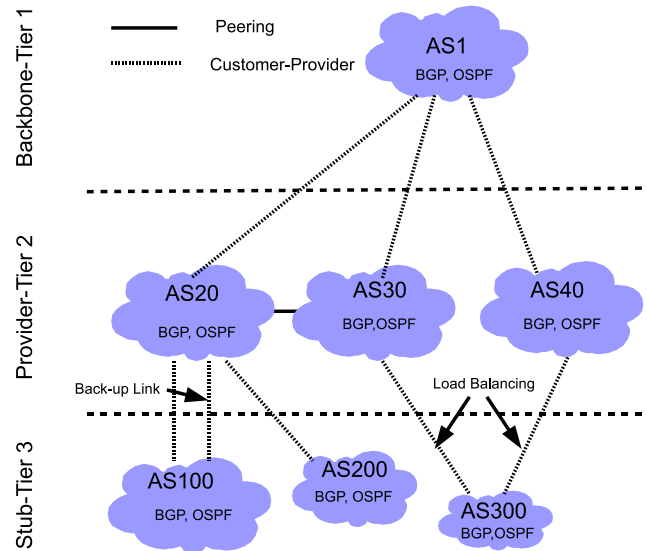 Peering
Customer-Provider
Backbone-Tier 1
AS1
BGP, OSPF
Provider-Tier 2
AS20
BGP, OSPF
AS30
BGP,OSPF
AS40
BGP, OSPF
Back-up Link
Load Balancing
Stub-Tier 3
AS100
BGP, OSPF
AS200
BGP, OSPF
AS300
BGP,OSPF